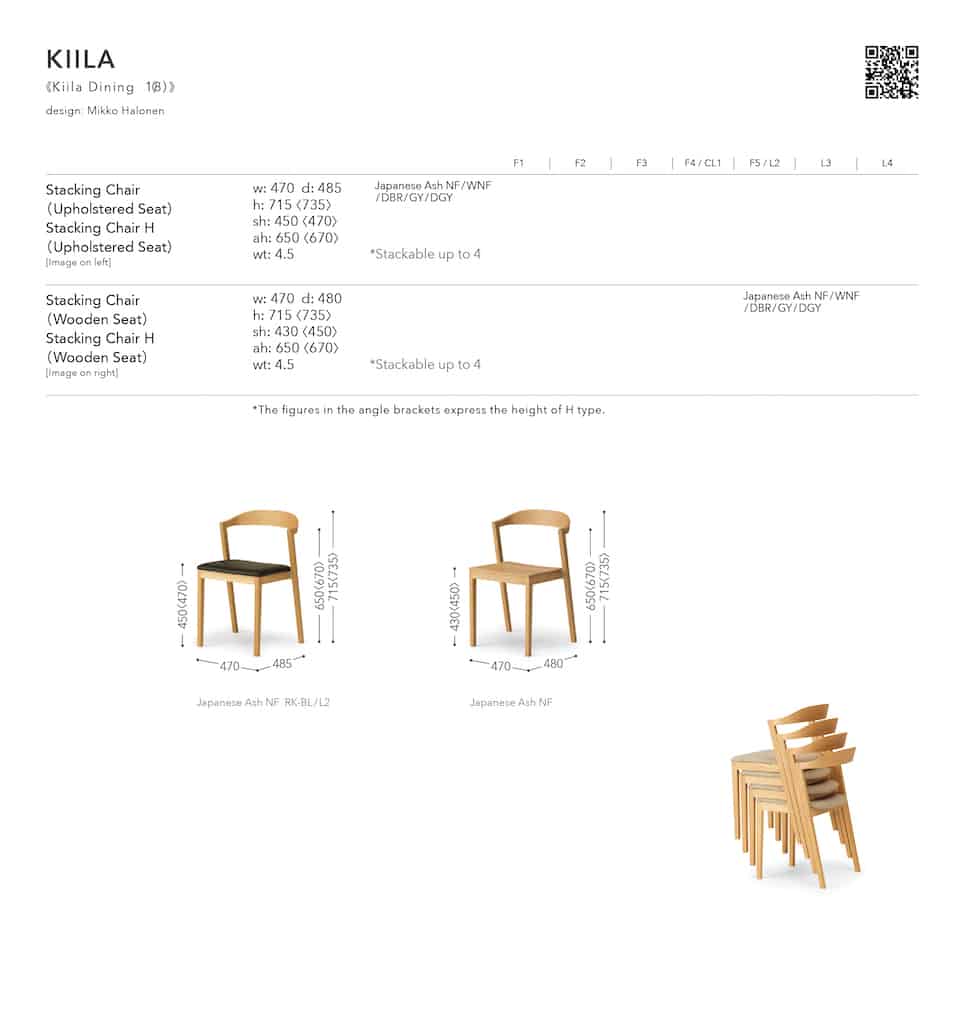 KIILA
《Kiila Dining
design: Mikko Halonen
F1 | F2 | F3 | F4 / CL1 | F5 / L2 | L3 | L4
Stacking Chair
(Upholstered Seat)
Stacking Chair H
(Upholstered Seat)
[Image on left]
w: 470 d: 485
h: 715 〈735〉
sh: 450 〈470〉
ah: 650 〈670〉
wt: 4.5
Japanese Ash NF/WNF
/DBR/GY/DGY
*Stackable up to 4
Stacking Chair
(Wooden Seat)
Stacking Chair H
(Wooden Seat)
[Image on right]
w: 470 d: 480
h: 715 〈735〉
sh: 430 〈450〉
ah: 650 〈670〉
wt: 4.5
*Stackable up to 4
Japanese Ash NF/WNF
/DBR/GY/DGY
*The figures in the angle brackets express the height of H type.
450〈470〉
650〈670〉
715〈735〉
470
485
Japanese Ash NF RK-BL/L2
430〈450〉
650〈670〉
715〈735〉
470
480
Japanese Ash NF